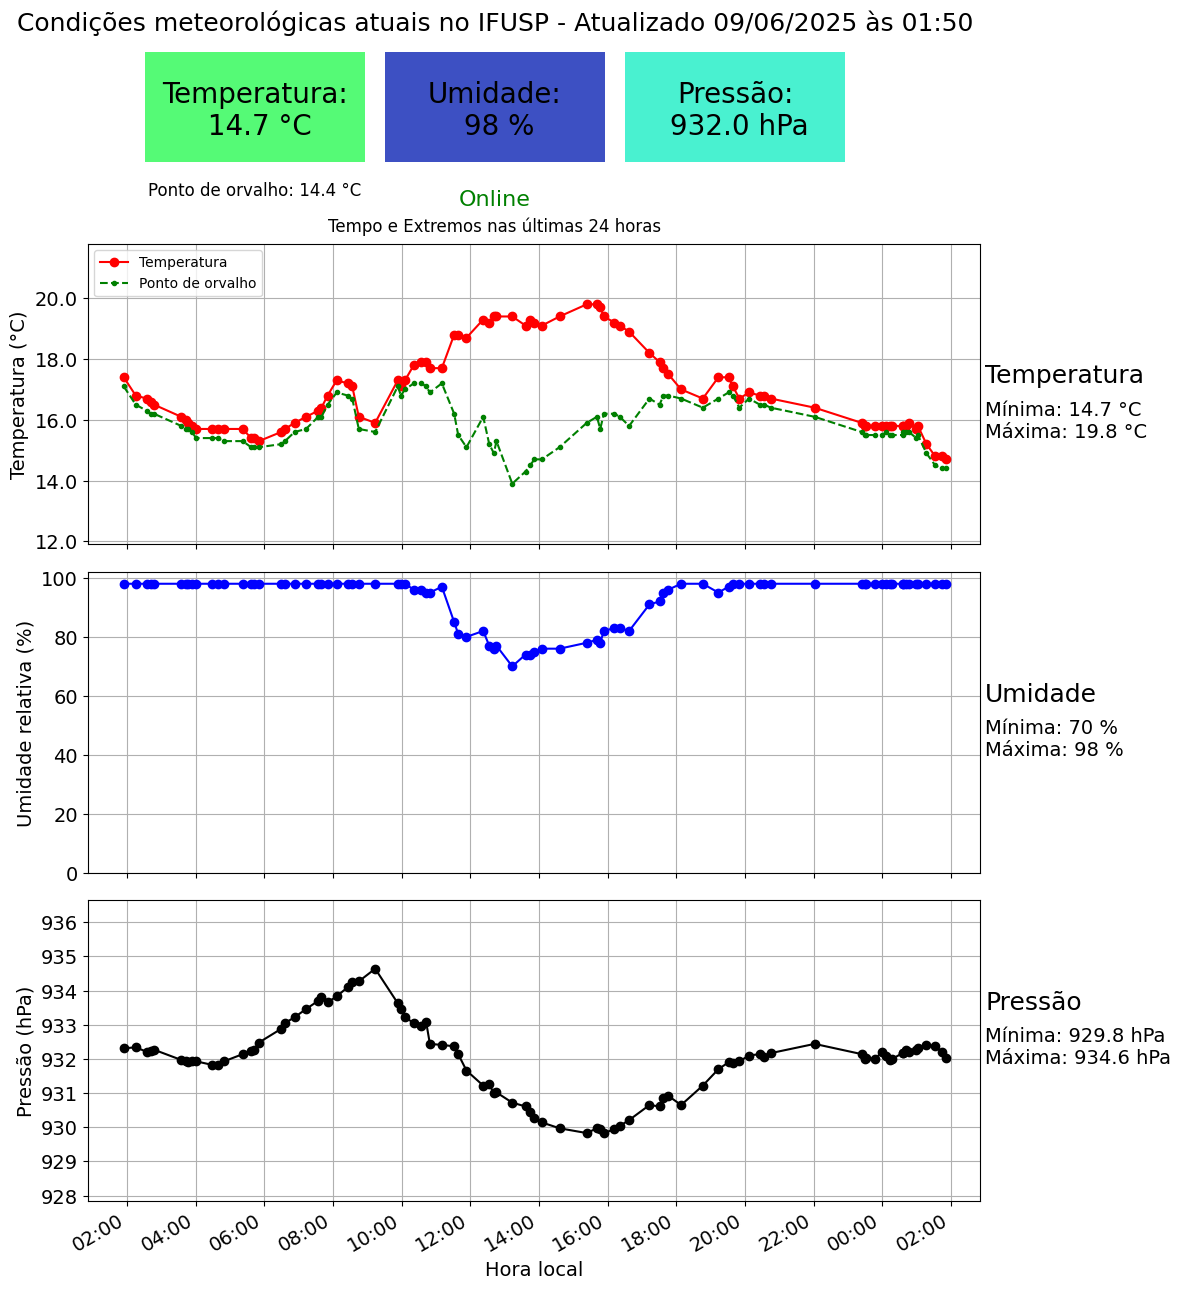 Condições meteorológicas atuais no IFUSP - Atualizado 09/06/2025 às 01:50
Temperatura:
14.7 °C
Umidade:
98 %
Pressão:
932.0 hPa
Ponto de orvalho: 14.4 °C
Online
Tempo e Extremos nas últimas 24 horas
Temperatura
Ponto de orvalho
Temperatura (°C)
20.0
18.0
16.0
14.0
12.0
Temperatura
Mínima: 14.7 °C
Máxima: 19.8 °C
Umidade relativa (%)
100
80
60
40
20
0
Umidade
Mínima: 70 %
Máxima: 98 %
Pressão (hPa)
936
935
934
933
932
931
930
929
928
Pressão
Mínima: 929.8 hPa
Máxima: 934.6 hPa
02:00 04:00 06:00 08:00 10:00 12:00 14:00 16:00 18:00 20:00 22:00 00:00 02:00
Hora local